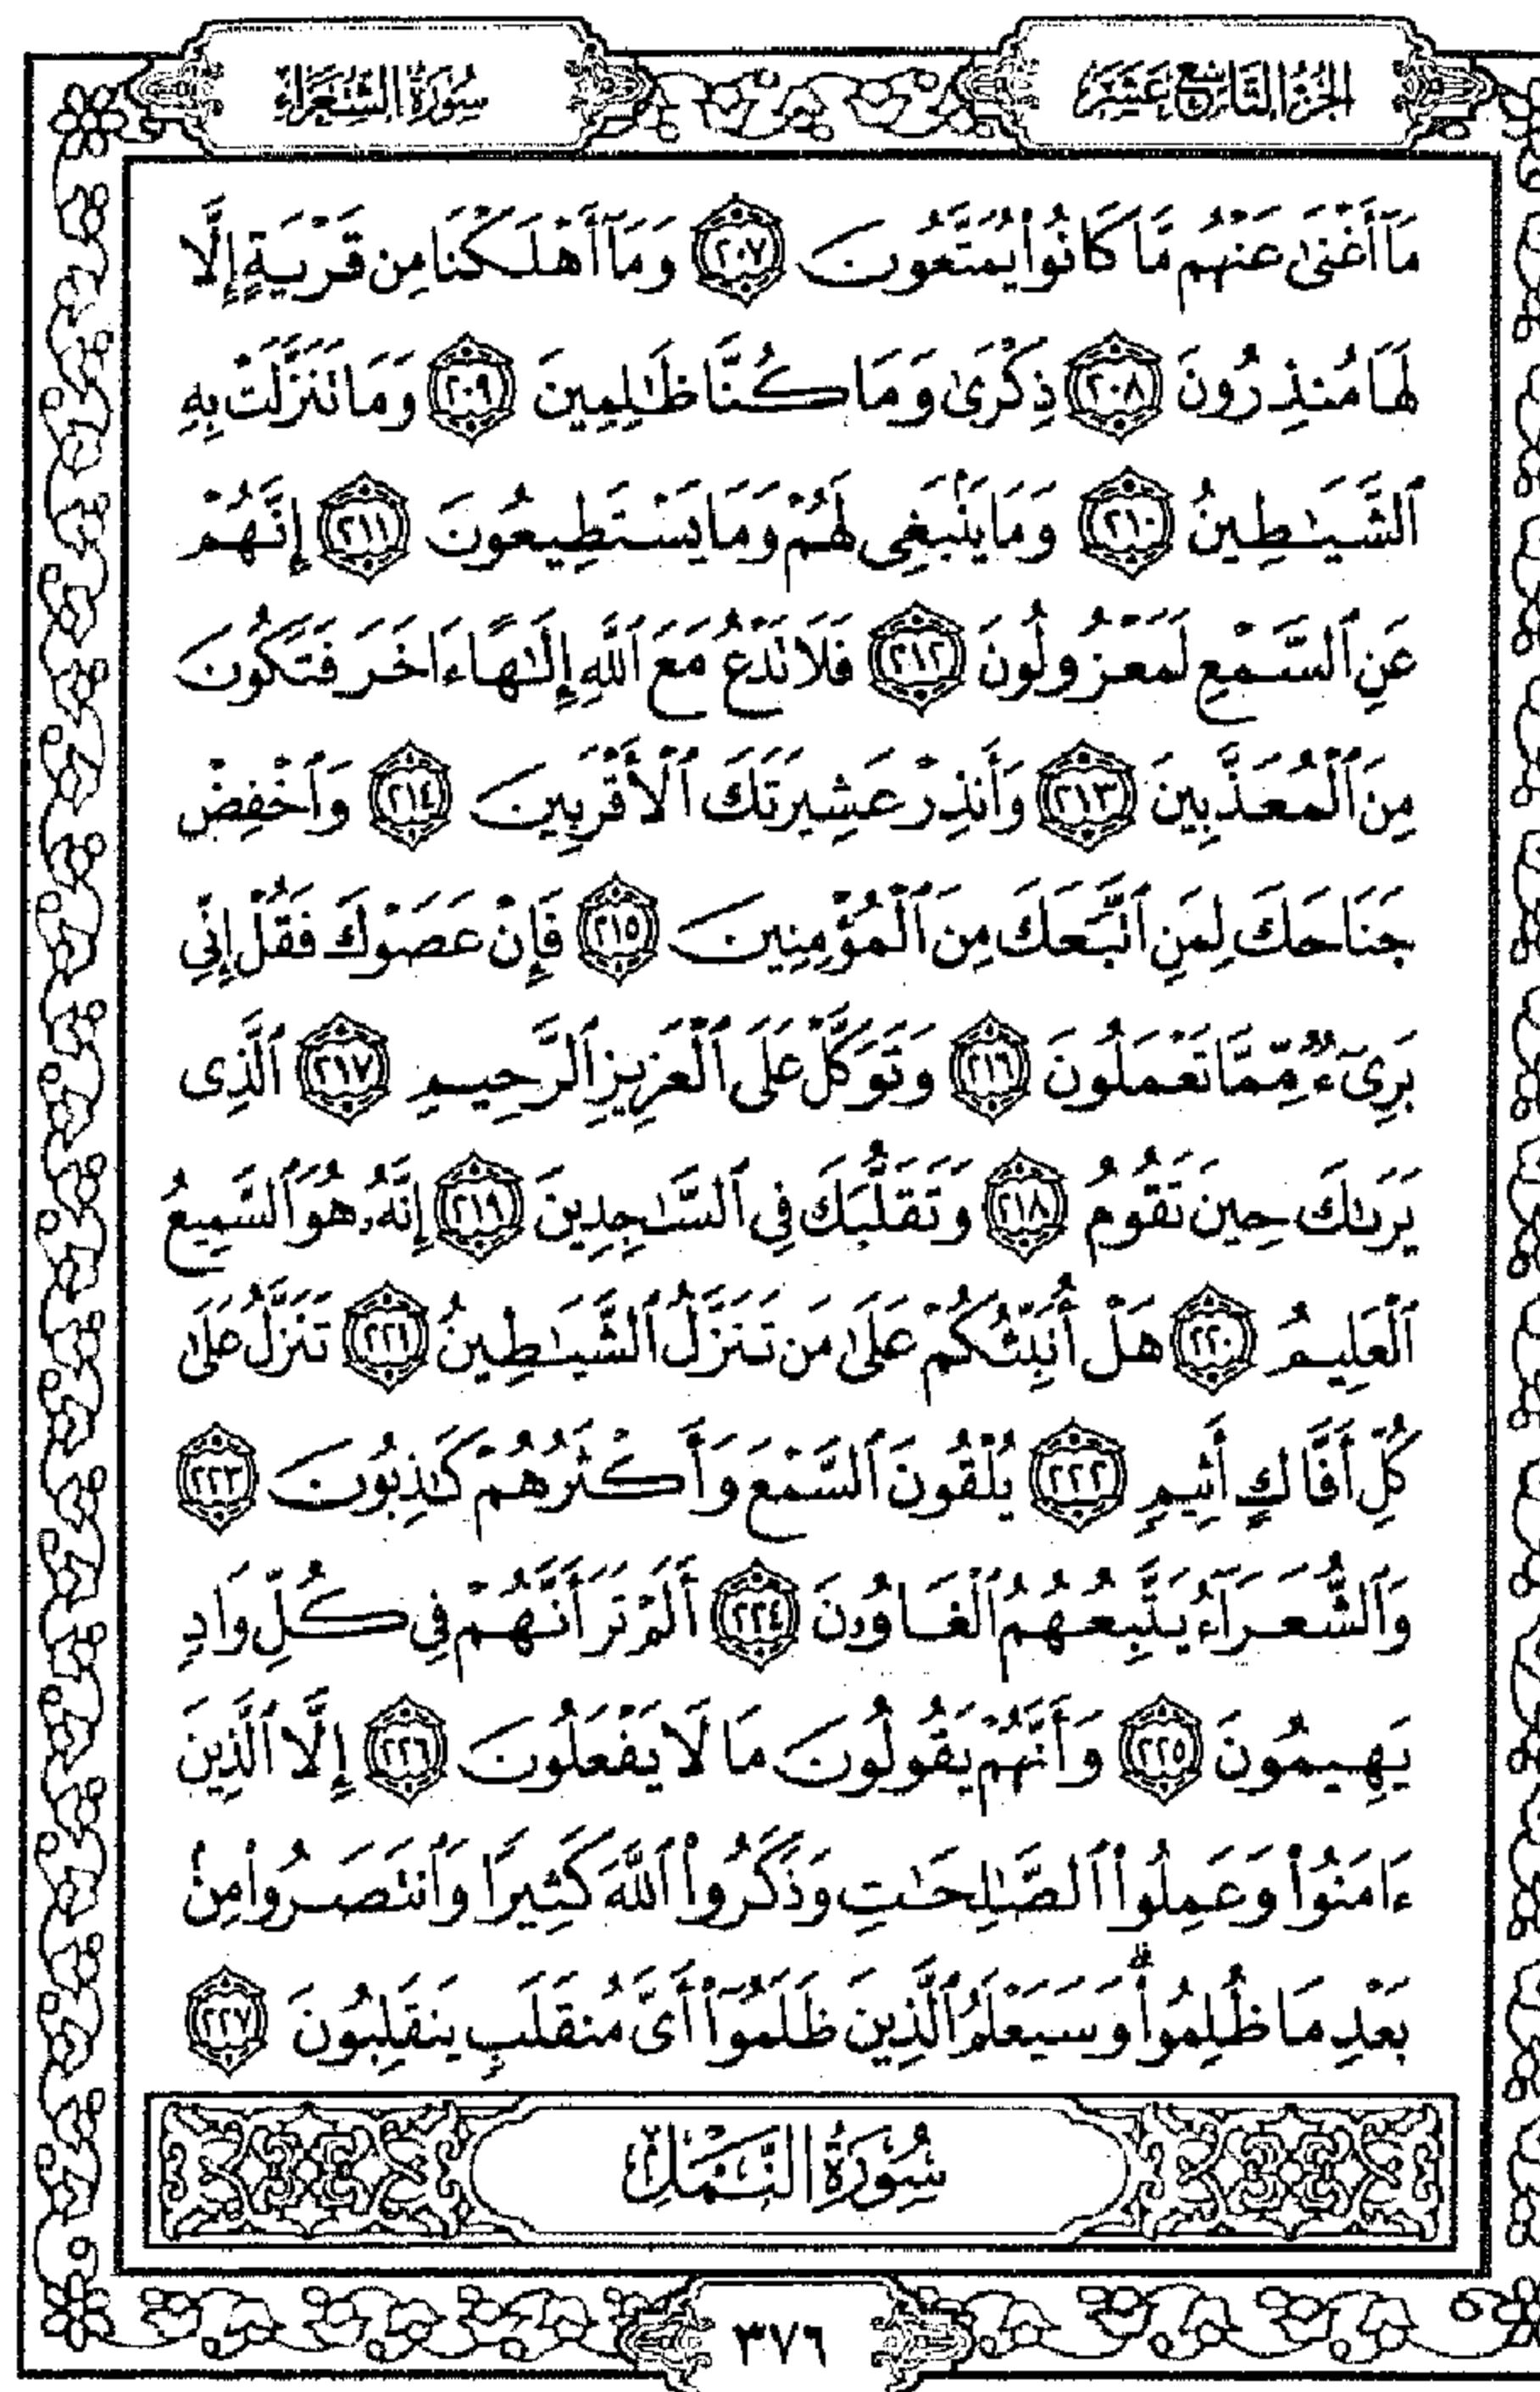 الجزء التاسع عشر
سورة الشعراء
مَآ أَغْنَىٰ عَنْهُم مَّا كَانُوا۟ يُمَتَّعُونَ ٢٠٧ وَمَآ أَهْلَكْنَا مِن قَرْيَةٍ إِلَّا
لَهَا مُنذِرُونَ ٢٠٨ ذِكْرَىٰ وَمَا كُنَّا ظَٰلِمِينَ ٢٠٩ وَمَا تَنَزَّلَتْ بِهِ
ٱلشَّيَٰطِينُ ٢١٠ وَمَا يَنۢبَغِى لَهُمْ وَمَا يَسْتَطِيعُونَ ٢١١ إِنَّهُمْ
عَنِ ٱلسَّمْعِ لَمَعْزُولُونَ ٢١٢ فَلَا تَدْعُ مَعَ ٱللَّهِ إِلَٰهًا ءَاخَرَ فَتَكُونَ
مِنَ ٱلْمُعَذَّبِينَ ٢١٣ وَأَنذِرْ عَشِيرَتَكَ ٱلْأَقْرَبِينَ ٢١٤ وَٱخْفِضْ
جَنَاحَكَ لِمَنِ ٱتَّبَعَكَ مِنَ ٱلْمُؤْمِنِينَ ٢١٥ فَإِنْ عَصَوْكَ فَقُلْ إِنِّى
بَرِىٓءٌ مِّمَّا تَعْمَلُونَ ٢١٦ وَتَوَكَّلْ عَلَى ٱلْعَزِيزِ ٱلرَّحِيمِ ٢١٧ ٱلَّذِى
يَرَىٰكَ حِينَ تَقُومُ ٢١٨ وَتَقَلُّبَكَ فِى ٱلسَّٰجِدِينَ ٢١٩ إِنَّهُۥ هُوَ ٱلسَّمِيعُ
ٱلْعَلِيمُ ٢٢٠ هَلْ أُنَبِّئُكُمْ عَلَىٰ مَن تَنَزَّلُ ٱلشَّيَٰطِينُ ٢٢١ تَنَزَّلُ عَلَىٰ
كُلِّ أَفَّاكٍ أَثِيمٍ ٢٢٢ يُلْقُونَ ٱلسَّمْعَ وَأَكْثَرُهُمْ كَٰذِبُونَ ٢٢٣
وَٱلشُّعَرَآءُ يَتَّبِعُهُمُ ٱلْغَاوُۥنَ ٢٢٤ أَلَمْ تَرَ أَنَّهُمْ فِى كُلِّ وَادٍ
يَهِيمُونَ ٢٢٥ وَأَنَّهُمْ يَقُولُونَ مَا لَا يَفْعَلُونَ ٢٢٦ إِلَّا ٱلَّذِينَ
ءَامَنُوا۟ وَعَمِلُوا۟ ٱلصَّٰلِحَٰتِ وَذَكَرُوا۟ ٱللَّهَ كَثِيرًا وَٱنتَصَرُوا۟ مِنۢ
بَعْدِ مَا ظُلِمُوا۟ ۗ وَسَيَعْلَمُ ٱلَّذِينَ ظَلَمُوٓا۟ أَىَّ مُنقَلَبٍ يَنقَلِبُونَ ٢٢٧
سُورَةُ النَّمْلِ
٣٧٦